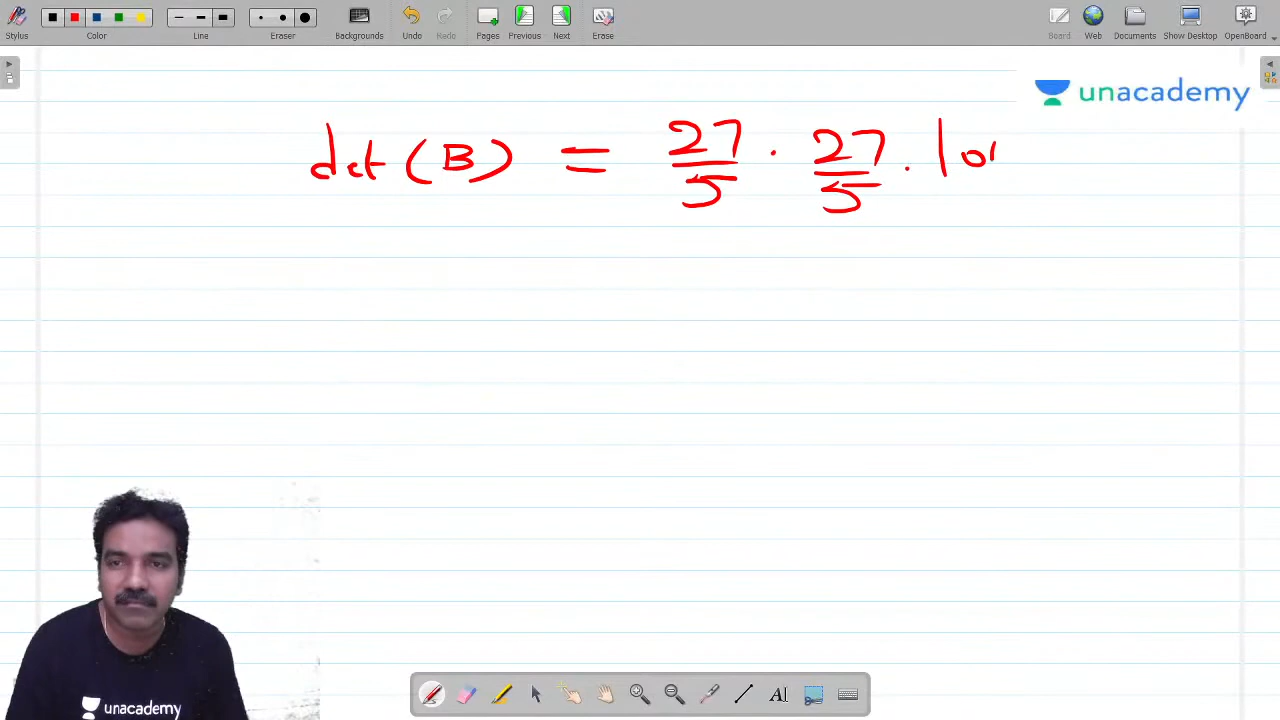 Stylus Color Line Eraser Backgrounds Undo Redo Pages Previous Next Erase Board Web Documents Show Desktop OpenBoard
unacademy
det(B) = 27/5 · 27/5 ·
unacademy